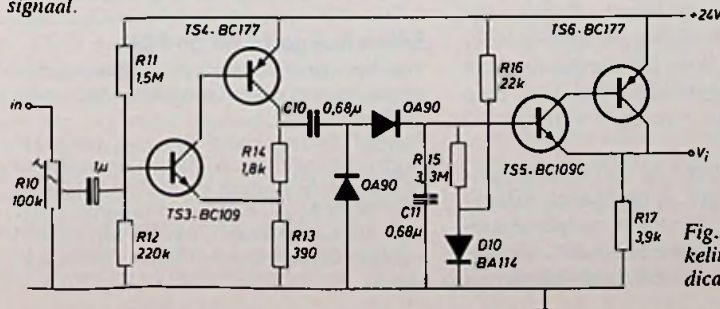 signaal.
TS4-BC177
TS6-BC177
+24V
R11
1,5M
R16
22k
C10 0,68µ
OA90
in
1µ
R14
1,8k
R15
3,3M
TS5-BC109C
Vi
R10
100k
OA90
TS3-BC109
C11
0,68µ
R12
220k
R13
390
D10
BA114
R17
3,9k
Fig.
kelin
dica